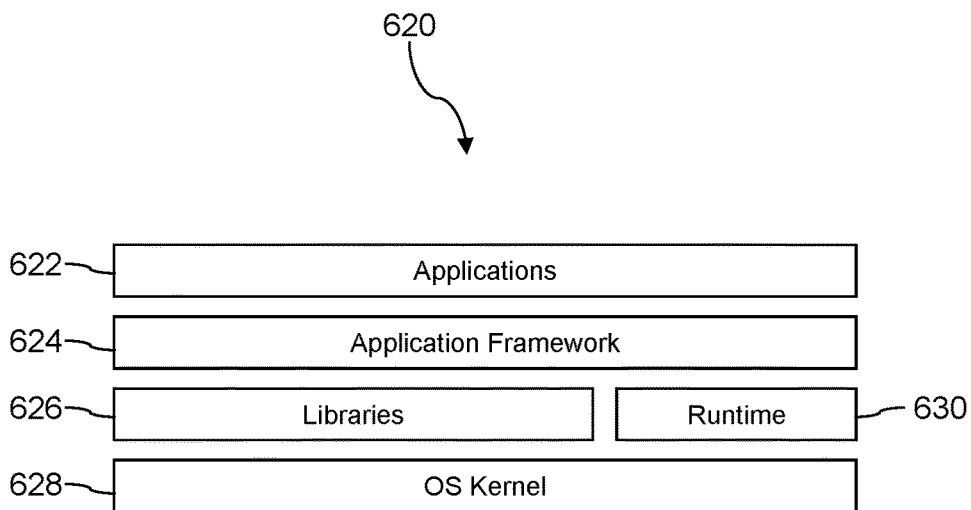 620
622 Applications
624 Application Framework
626 Libraries Runtime 630
628 OS Kernel